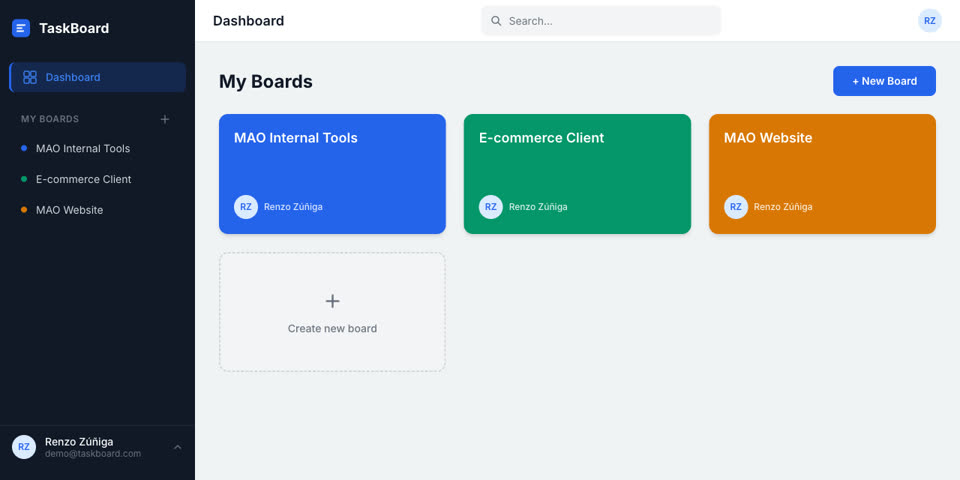 TaskBoard
Dashboard
MY BOARDS
MAO Internal Tools
E-commerce Client
MAO Website
RZ
Renzo Zúñiga
demo@taskboard.com
Dashboard
Search...
RZ
My Boards
+ New Board
MAO Internal Tools
RZ
Renzo Zúñiga
E-commerce Client
RZ
Renzo Zúñiga
MAO Website
RZ
Renzo Zúñiga
Create new board